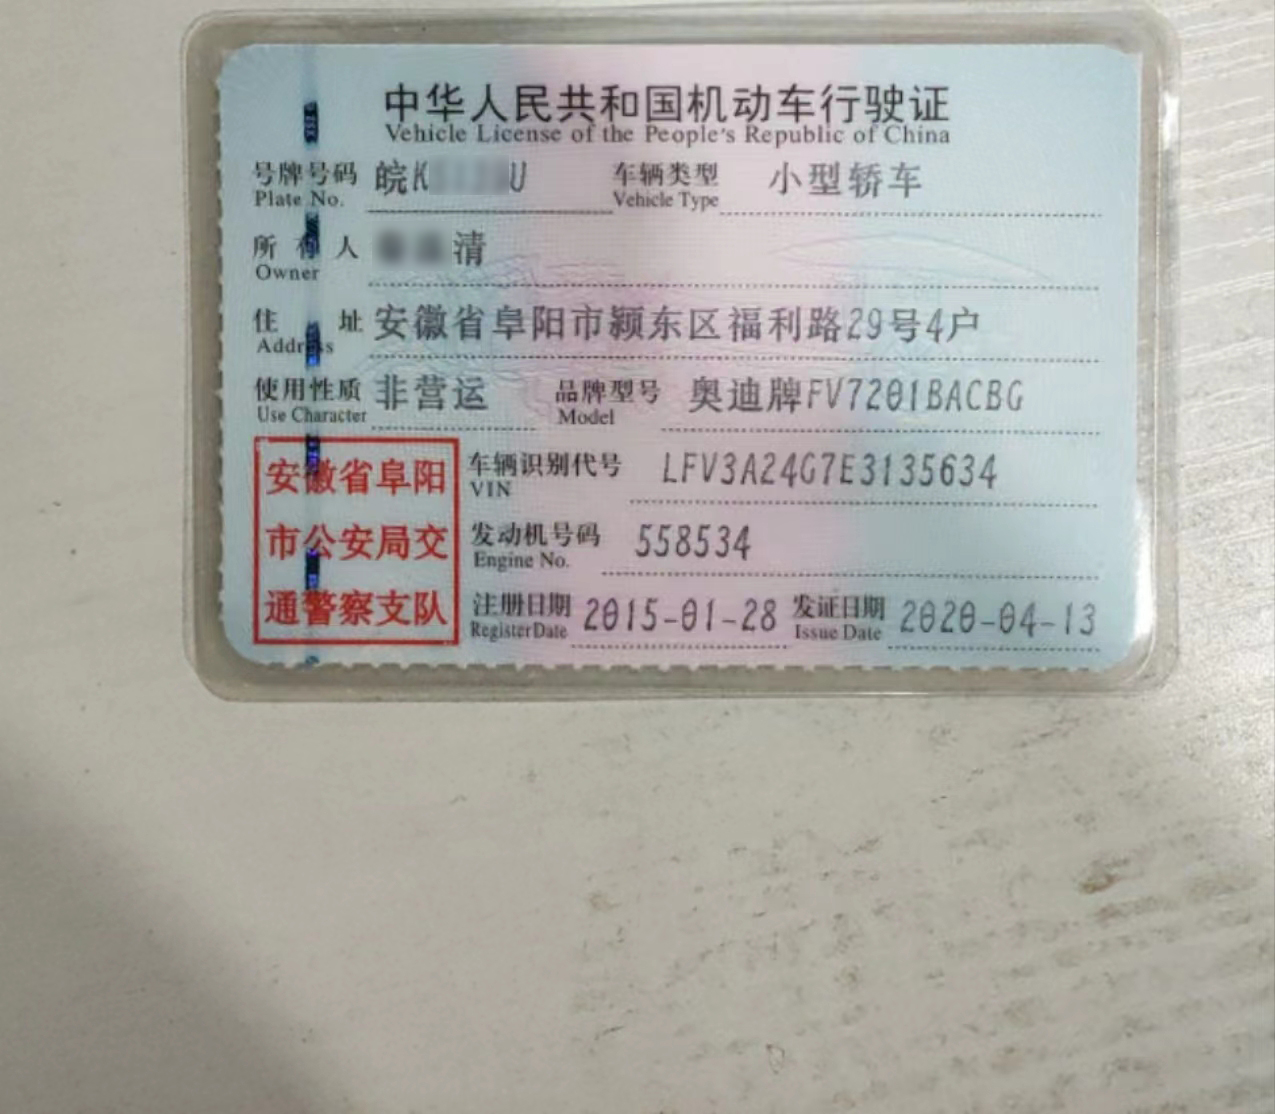 中华人民共和国机动车行驶证
Vehicle License of the People's Republic of China
号牌号码 皖K U 车辆类型 小型轿车
Plate No. Vehicle Type
所有人 清
Owner
住址 安徽省阜阳市颍东区福利路29号4户
Address
使用性质 非营运 品牌型号 奥迪牌FV7201BACBG
Use Character Model
安徽省阜阳
市公安局交
通警察支队
车辆识别代号 LFV3A24G7E3135634
VIN
发动机号码 558534
Engine No.
注册日期 2015-01-28 发证日期 2020-04-13
Register Date Issue Date